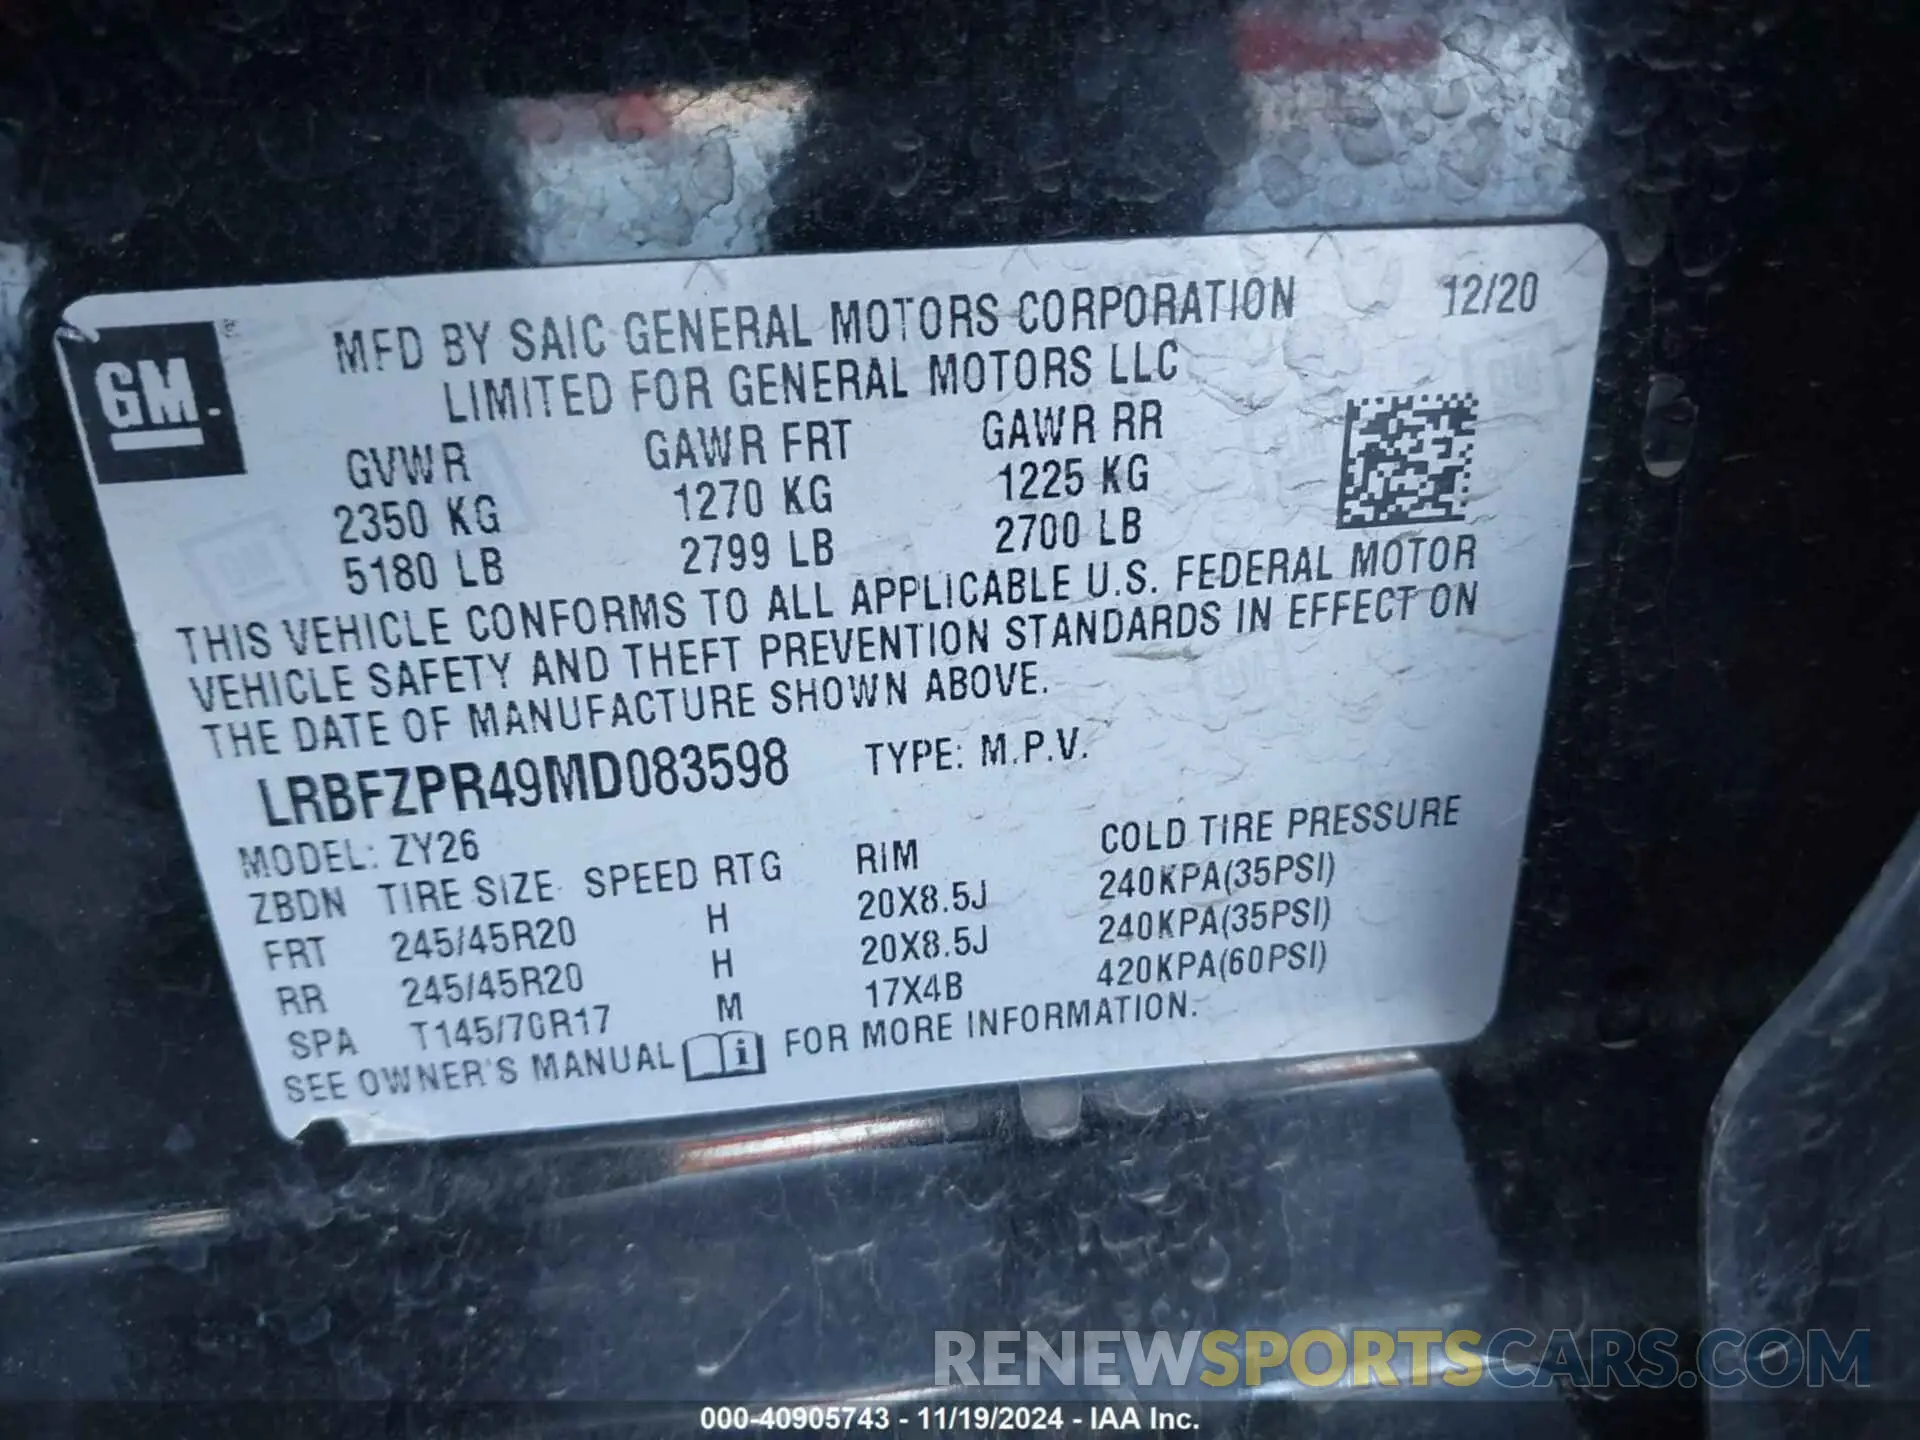 GM
MFD BY SAIC GENERAL MOTORS CORPORATION 12/20
LIMITED FOR GENERAL MOTORS LLC
GVWR GAWR FRT GAWR RR
2350 KG 1270 KG 1225 KG
5180 LB 2799 LB 2700 LB
THIS VEHICLE CONFORMS TO ALL APPLICABLE U.S. FEDERAL MOTOR
VEHICLE SAFETY AND THEFT PREVENTION STANDARDS IN EFFECT ON
THE DATE OF MANUFACTURE SHOWN ABOVE.
LRBFZPR49MD083598 TYPE: M.P.V.
MODEL: ZY26
ZBDN TIRE SIZE SPEED RTG RIM COLD TIRE PRESSURE
FRT 245/45R20 H 20X8.5J 240KPA(35PSI)
RR 245/45R20 H 20X8.5J 240KPA(35PSI)
SPA T145/70R17 M 17X4B 420KPA(60PSI)
SEE OWNER'S MANUAL FOR MORE INFORMATION.
RENEWSPORTSCARS.COM
000-40905743 - 11/19/2024 - IAA Inc.